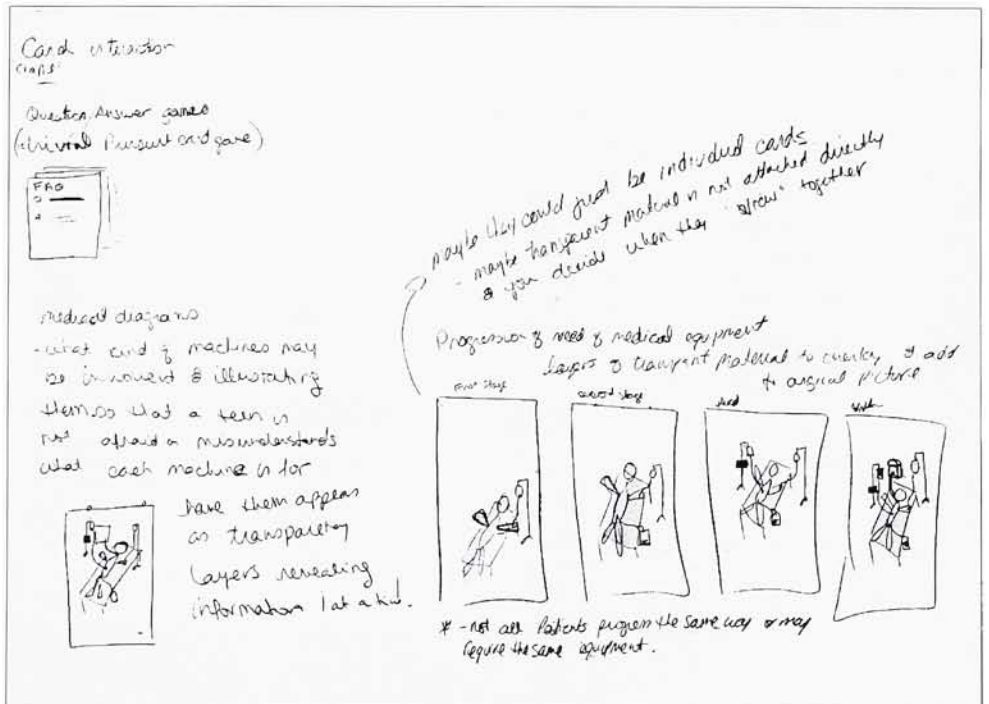 Card interaction
Question Answer games
(trivial Pursuit card game)
FAQ
medical diagrams
- what kind of machines may
be involved & illustrating
them so that a teen is
not afraid or misunderstands
what each machine is for
have them appear
as transparency
layers revealing
information 1 at a time.
maybe they could just be individual cards
- maybe transparent material is not attached directly
& you decide when they together
Progression of need of medical equipment
layers of transparent material to overlay & add
to original picture
first stage
second stage
third
* - not all Patients progress the same way or may
require the same equipment.